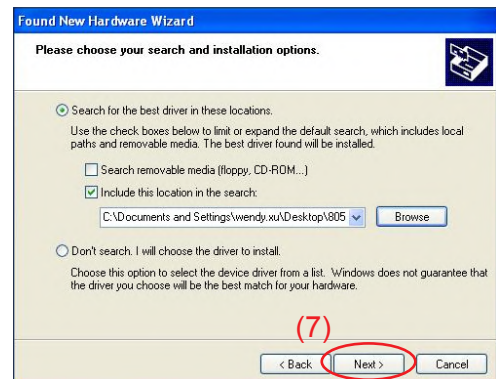 Found New Hardware Wizard
Please choose your search and installation options.
Search for the best driver in these locations.
Use the check boxes below to limit or expand the default search, which includes local
paths and removable media. The best driver found will be installed.
Search removable media (floppy, CD-ROM...)
Include this location in the search:
C:\Documents and Settings\wendy.xu\Desktop\805
Browse
Don't search. I will choose the driver to install.
Choose this option to select the device driver from a list. Windows does not guarantee that
the driver you choose will be the best match for your hardware.
(7)
< Back Next > Cancel